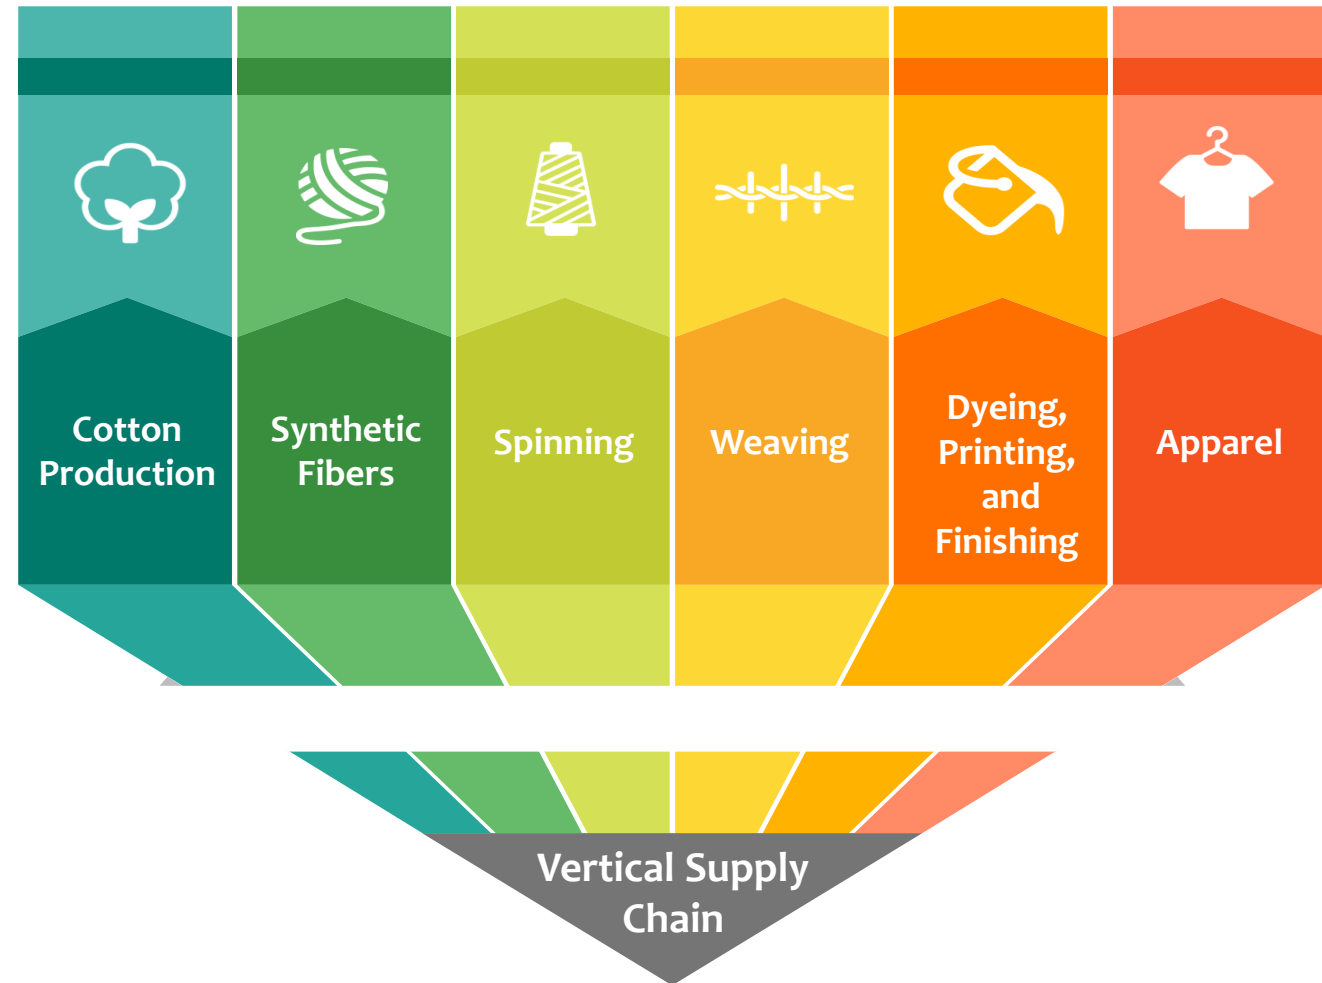 Cotton
Production
Synthetic
Fibers
Spinning
Weaving
Dyeing,
Printing,
and
Finishing
Apparel
Vertical Supply
Chain